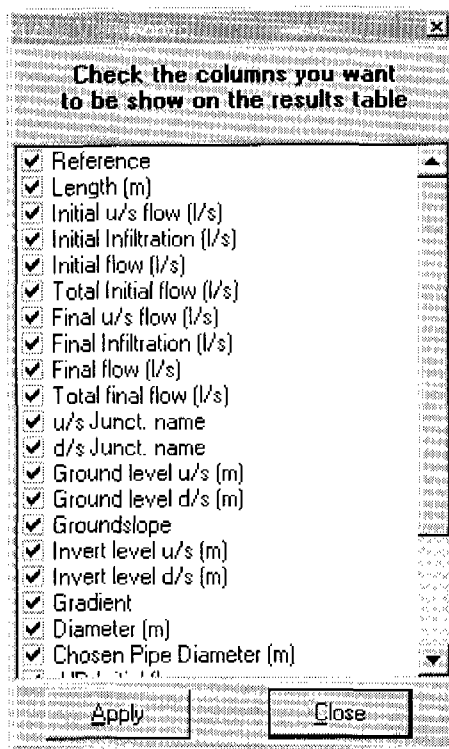 Check the columns you want
to be show on the results table
Reference
Length (m)
Initial u/s flow (l/s)
Initial Infiltration (l/s)
Initial flow (l/s)
Total Initial flow (l/s)
Final u/s flow (l/s)
Final Infiltration (l/s)
Final flow (l/s)
Total final flow (l/s)
u/s Junct. name
d/s Junct. name
Ground level u/s (m)
Ground level d/s (m)
Groundslope
Invert level u/s (m)
Invert level d/s (m)
Gradient
Diameter (m)
Chosen Pipe Diameter (m)
Apply Close